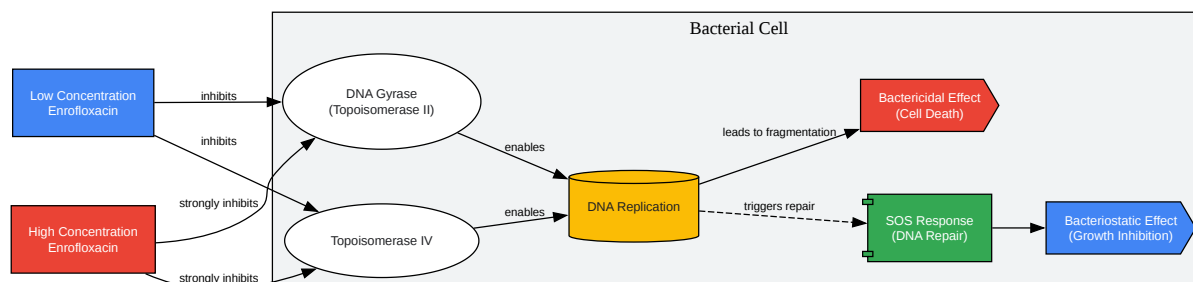 Bacterial Cell
Low Concentration
Enrofloxacin
inhibits
inhibits
DNA Gyrase
(Topoisomerase II)
High Concentration
Enrofloxacin
strongly inhibits
strongly inhibits
Topoisomerase IV
enables
enables
DNA Replication
leads to fragmentation
triggers repair
Bactericidal Effect
(Cell Death)
SOS Response
(DNA Repair)
Bacteriostatic Effect
(Growth Inhibition)